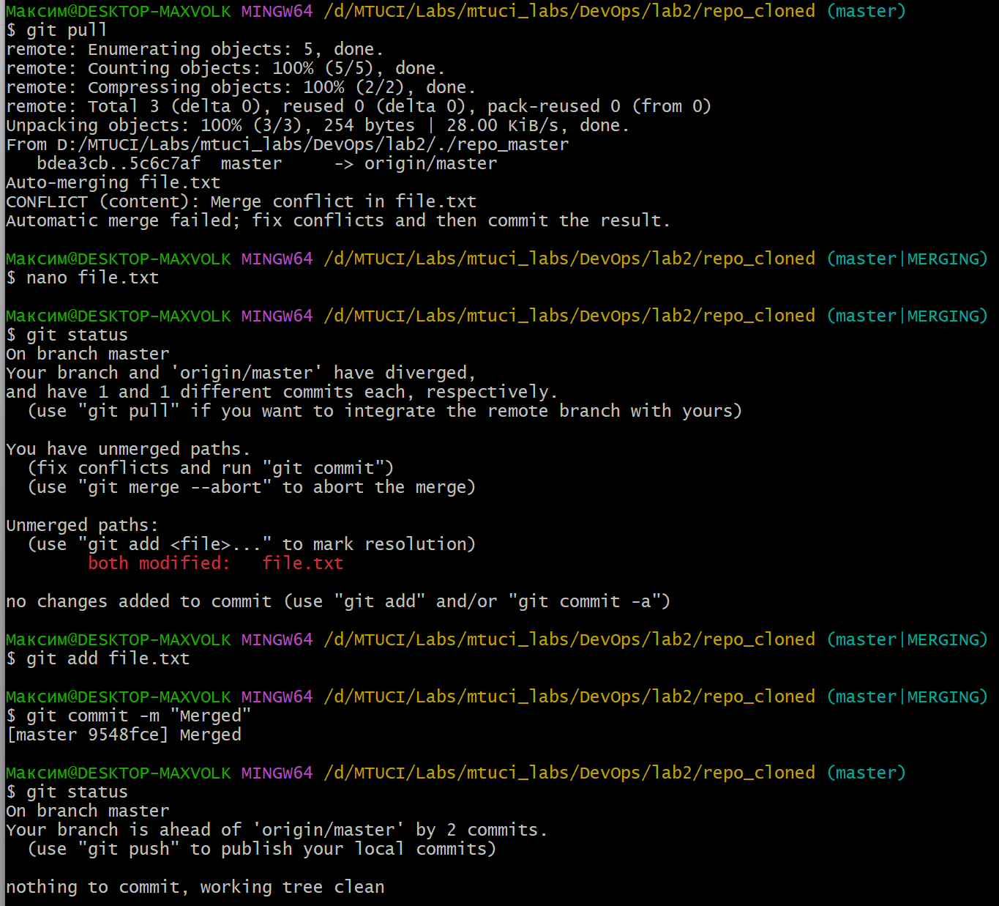 Максим@DESKTOP-MAXVOLK MINGW64 /d/MTUCI/Labs/mtuci_labs/DevOps/lab2/repo_cloned (master)
$ git pull
remote: Enumerating objects: 5, done.
remote: Counting objects: 100% (5/5), done.
remote: Compressing objects: 100% (2/2), done.
remote: Total 3 (delta 0), reused 0 (delta 0), pack-reused 0 (from 0)
Unpacking objects: 100% (3/3), 254 bytes | 28.00 KiB/s, done.
From D:/MTUCI/Labs/mtuci_labs/DevOps/lab2/./repo_master
   bdea3cb..5c6c7af  master     -> origin/master
Auto-merging file.txt
CONFLICT (content): Merge conflict in file.txt
Automatic merge failed; fix conflicts and then commit the result.
Максим@DESKTOP-MAXVOLK MINGW64 /d/MTUCI/Labs/mtuci_labs/DevOps/lab2/repo_cloned (master|MERGING)
$ nano file.txt
Максим@DESKTOP-MAXVOLK MINGW64 /d/MTUCI/Labs/mtuci_labs/DevOps/lab2/repo_cloned (master|MERGING)
$ git status
On branch master
Your branch and 'origin/master' have diverged,
and have 1 and 1 different commits each, respectively.
  (use "git pull" if you want to integrate the remote branch with yours)
You have unmerged paths.
  (fix conflicts and run "git commit")
  (use "git merge --abort" to abort the merge)
Unmerged paths:
  (use "git add <file>..." to mark resolution)
        both modified:   file.txt
no changes added to commit (use "git add" and/or "git commit -a")
Максим@DESKTOP-MAXVOLK MINGW64 /d/MTUCI/Labs/mtuci_labs/DevOps/lab2/repo_cloned (master|MERGING)
$ git add file.txt
Максим@DESKTOP-MAXVOLK MINGW64 /d/MTUCI/Labs/mtuci_labs/DevOps/lab2/repo_cloned (master|MERGING)
$ git commit -m "Merged"
[master 9548fce] Merged
Максим@DESKTOP-MAXVOLK MINGW64 /d/MTUCI/Labs/mtuci_labs/DevOps/lab2/repo_cloned (master)
$ git status
On branch master
Your branch is ahead of 'origin/master' by 2 commits.
  (use "git push" to publish your local commits)
nothing to commit, working tree clean